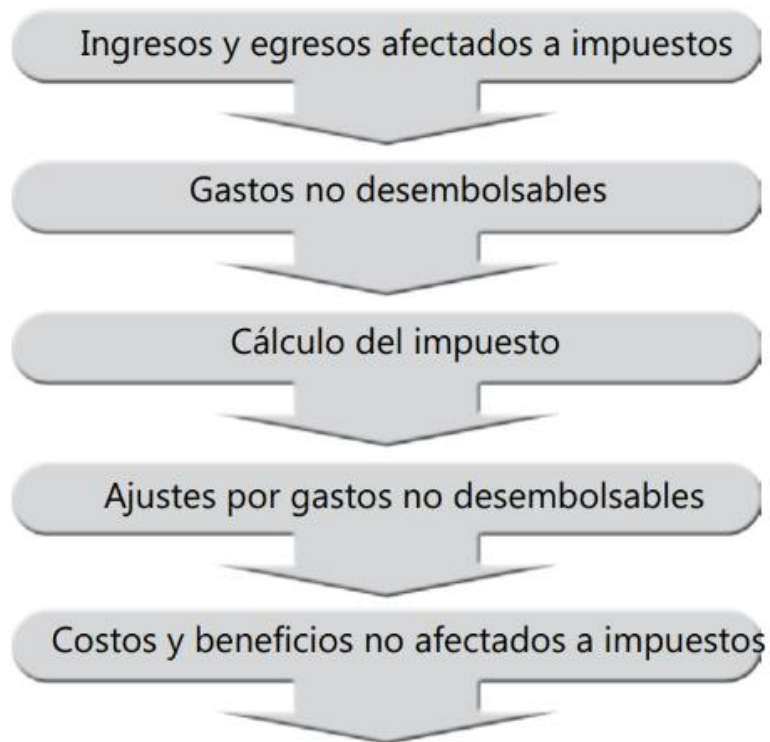 Ingresos y egresos afectados a impuestos
Gastos no desembolsables
Cálculo del impuesto
Ajustes por gastos no desembolsables
Costos y beneficios no afectados a impuestos